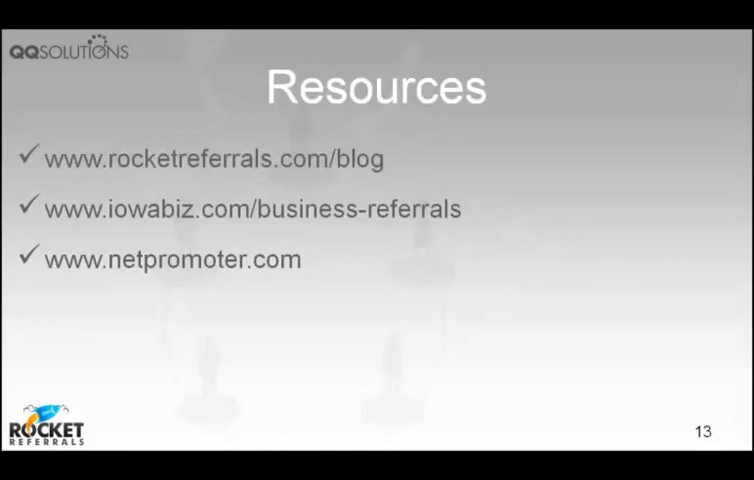 QQSOLUTIONS
Resources
✓ www.rocketreferrals.com/blog
✓ www.iowabiz.com/business-referrals
✓ www.netpromoter.com
ROCKET
REFERRALS
13